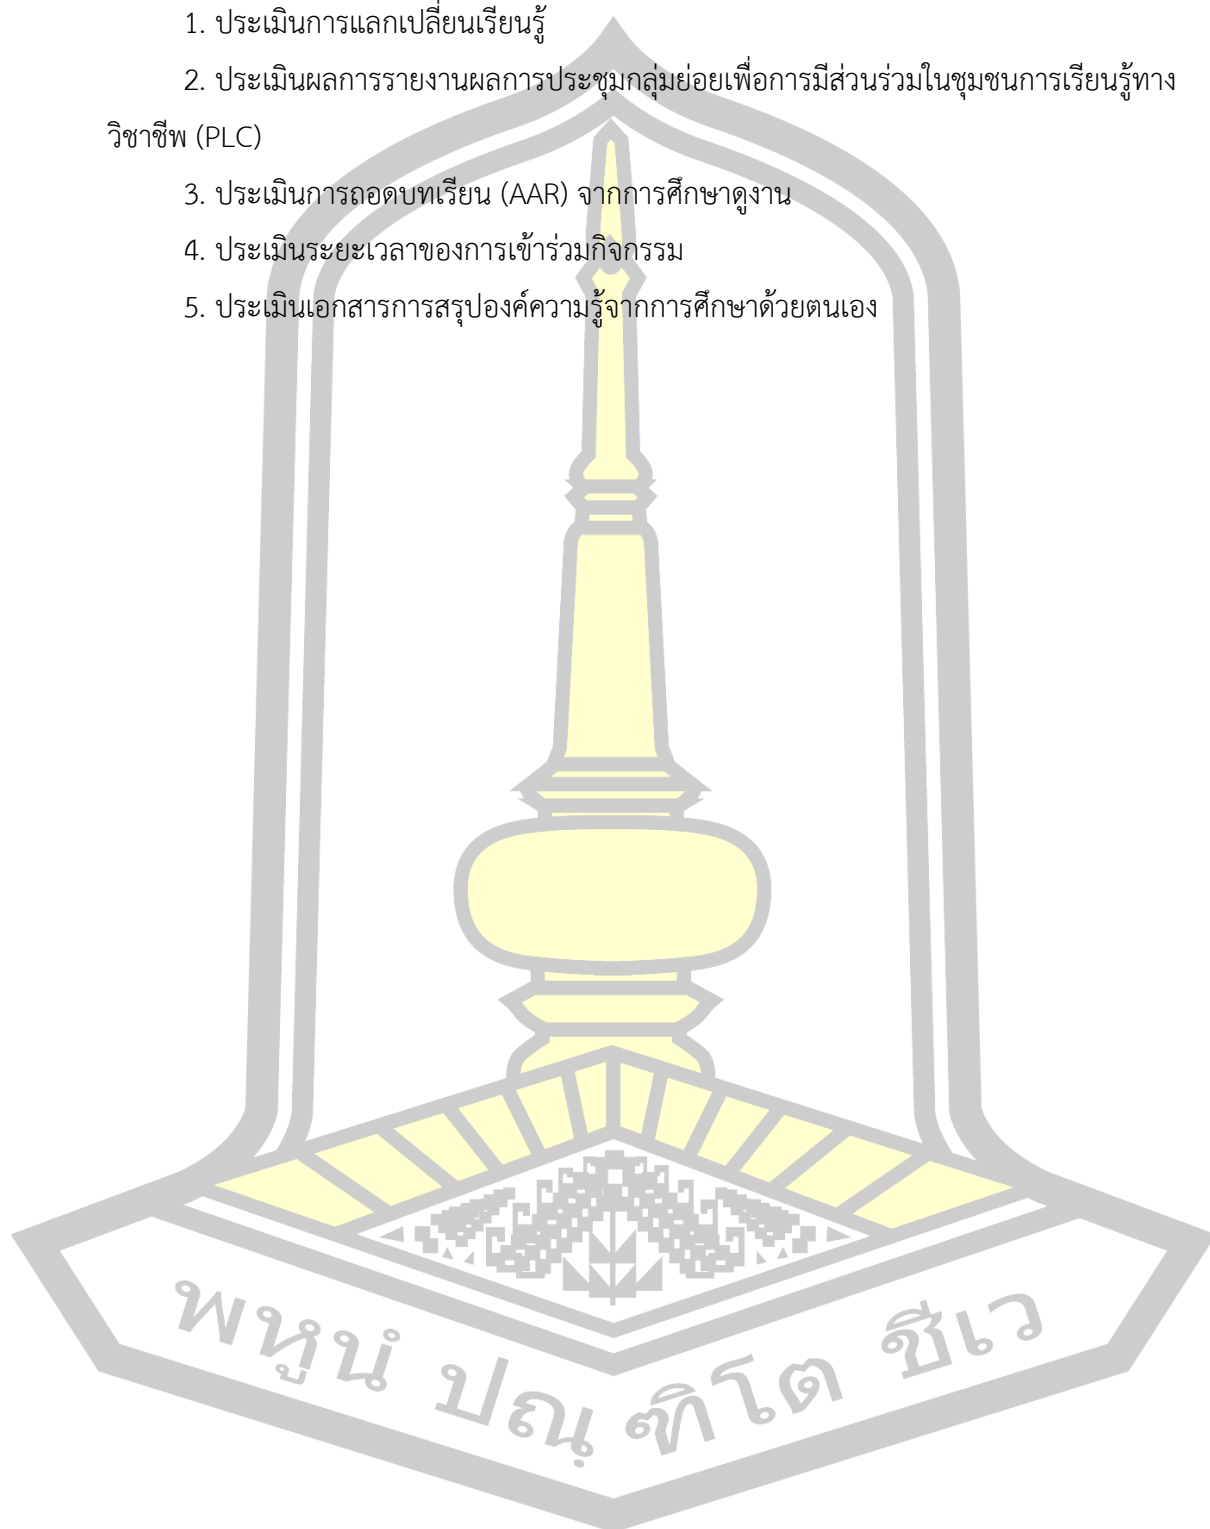 1. ประเมินการแลกเปลี่ยนเรียนรู้
2. ประเมินผลการรายงานผลการประชุมกลุ่มย่อยเพื่อการมีส่วนร่วมในชุมชนการเรียนรู้ทาง
วิชาชีพ (PLC)
3. ประเมินการถอดบทเรียน (AAR) จากการศึกษาดูงาน
4. ประเมินระยะเวลาของการเข้าร่วมกิจกรรม
5. ประเมินเอกสารการสรุปองค์ความรู้จากการศึกษาด้วยตนเอง
พหูนํ ปณฺ ฑิโต ชีเว